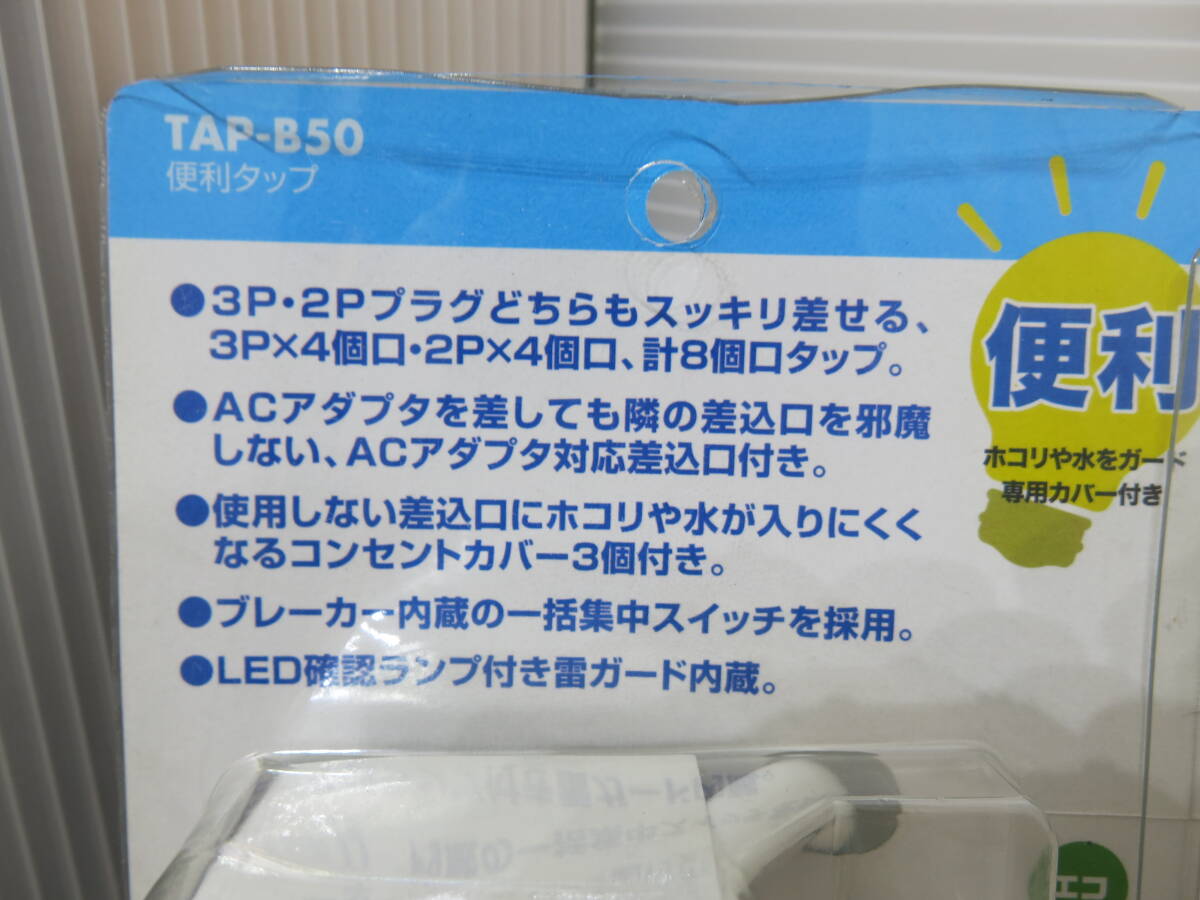 TAP-B50
便利タップ
●3P・2Pプラグどちらもスッキリ差せる、
3P×4個口・2P×4個口、計8個口タップ。
●ACアダプタを差しても隣の差込口を邪魔
しない、ACアダプタ対応差込口付き。
●使用しない差込口にホコリや水が入りにくく
なるコンセントカバー3個付き。
●ブレーカー内蔵の一括集中スイッチを採用。
●LED確認ランプ付き雷ガード内蔵。
便利
ホコリや水をガード
専用カバー付き
エコ